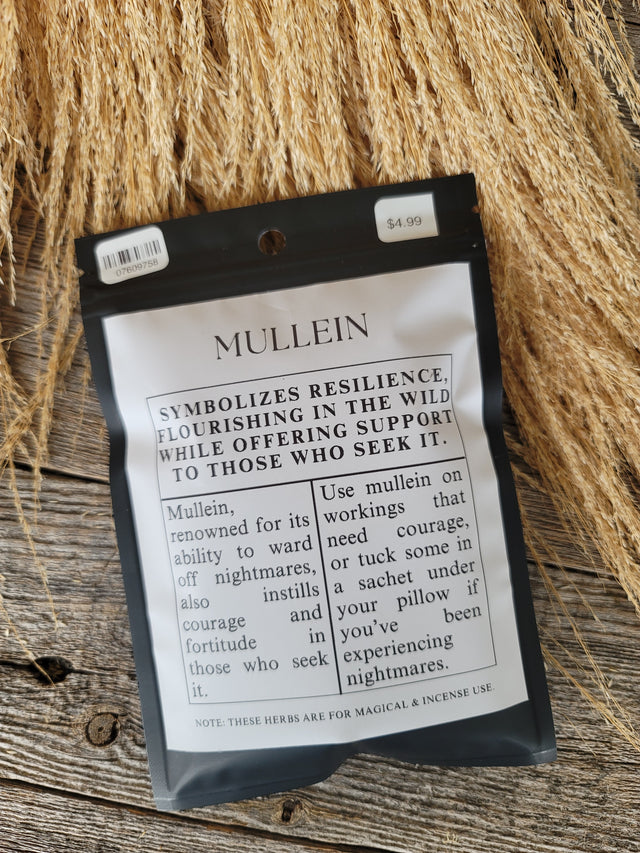 07609758
$4.99
MULLEIN
SYMBOLIZES RESILIENCE,
FLOURISHING IN THE WILD
WHILE OFFERING SUPPORT
TO THOSE WHO SEEK IT.
Mullein,
renowned for its
ability to ward
off nightmares,
also instills
courage and
fortitude in
those who seek
it.
Use mullein on
workings that
need courage,
or tuck some in
a sachet under
your pillow if
you've been
experiencing
nightmares.
NOTE: THESE HERBS ARE FOR MAGICAL & INCENSE USE.